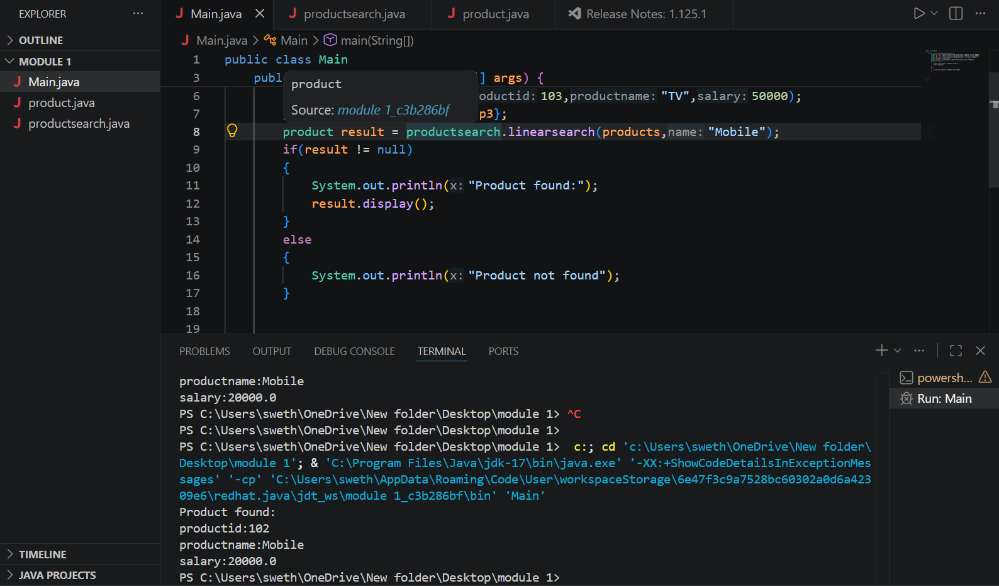 EXPLORER
OUTLINE
MODULE 1
Main.java
product.java
productsearch.java
TIMELINE
JAVA PROJECTS
Main.java
productsearch.java
product.java
Release Notes: 1.125.1
Main.java > Main > main(String[])
1 public class Main
3 publ ] args) {
6 oductid: 103,productname: "TV",salary: 50000);
7 p3};
product
Source: module 1_c3b286bf
8 product result = productsearch.linearsearch(products,name: "Mobile");
9 if(result != null)
10 {
11 System.out.println(x: "Product found:");
12 result.display();
13 }
14 else
15 {
16 System.out.println(x: "Product not found");
17 }
18
19
PROBLEMS OUTPUT DEBUG CONSOLE TERMINAL PORTS
productname:Mobile
salary:20000.0
PS C:\Users\sweth\OneDrive\New folder\Desktop\module 1> ^C
PS C:\Users\sweth\OneDrive\New folder\Desktop\module 1>
PS C:\Users\sweth\OneDrive\New folder\Desktop\module 1>  c:; cd 'c:\Users\sweth\OneDrive\New folder\
Desktop\module 1'; & 'C:\Program Files\Java\jdk-17\bin\java.exe' '-XX:+ShowCodeDetailsInExceptionMes
sages' '-cp' 'C:\Users\sweth\AppData\Roaming\Code\User\workspaceStorage\6e47f3c9a7528bc60302a0d6a423
09e6\redhat.java\jdt_ws\module 1_c3b286bf\bin' 'Main'
Product found:
productid:102
productname:Mobile
salary:20000.0
PS C:\Users\sweth\OneDrive\New folder\Desktop\module 1>
powersh...
Run: Main